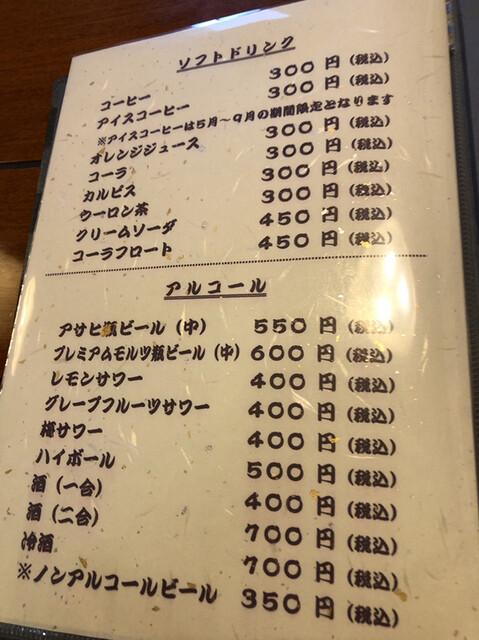 ソフトドリンク
コーヒー 300円（税込）
アイスコーヒー 300円（税込）
※アイスコーヒーは5月～9月の期間限定となります
オレンジジュース 300円（税込）
コーラ 300円（税込）
カルピス 300円（税込）
ウーロン茶 300円（税込）
クリームソーダ 450円（税込）
コーラフロート 450円（税込）
アルコール
アサヒ瓶ビール（中） 550円（税込）
プレミアムモルツ瓶ビール（中） 600円（税込）
レモンサワー 400円（税込）
グレープフルーツサワー 400円（税込）
梅サワー 400円（税込）
ハイボール 500円（税込）
酒（一合） 400円（税込）
酒（二合） 700円（税込）
冷酒 700円（税込）
※ノンアルコールビール 350円（税込）